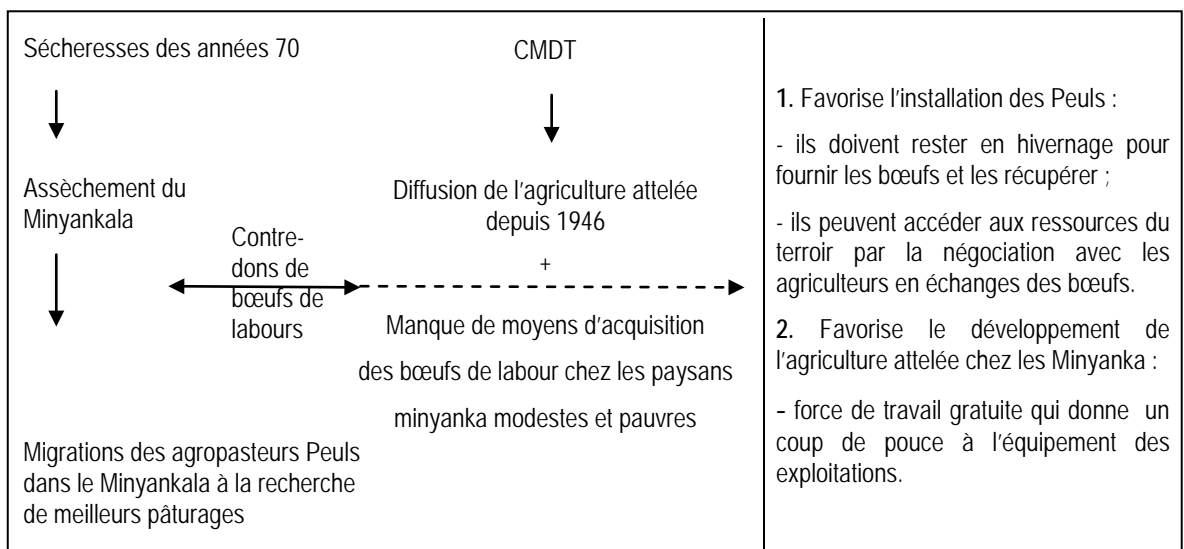 Sécheresses des années 70
Assèchement du
Minyankala
Migrations des agropasteurs Peuls
dans le Minyankala à la recherche
de meilleurs pâturages
Contre-
dons de
bœufs de
labours
CMDT
Diffusion de l'agriculture attelée
depuis 1946
+
Manque de moyens d'acquisition
des bœufs de labour chez les paysans
minyanka modestes et pauvres
1. Favorise l'installation des Peuls :
- ils doivent rester en hivernage pour
fournir les bœufs et les récupérer ;
- ils peuvent accéder aux ressources du
terroir par la négociation avec les
agriculteurs en échanges des bœufs.
2. Favorise le développement de
l'agriculture attelée chez les Minyanka :
– force de travail gratuite qui donne un
coup de pouce à l'équipement des
exploitations.